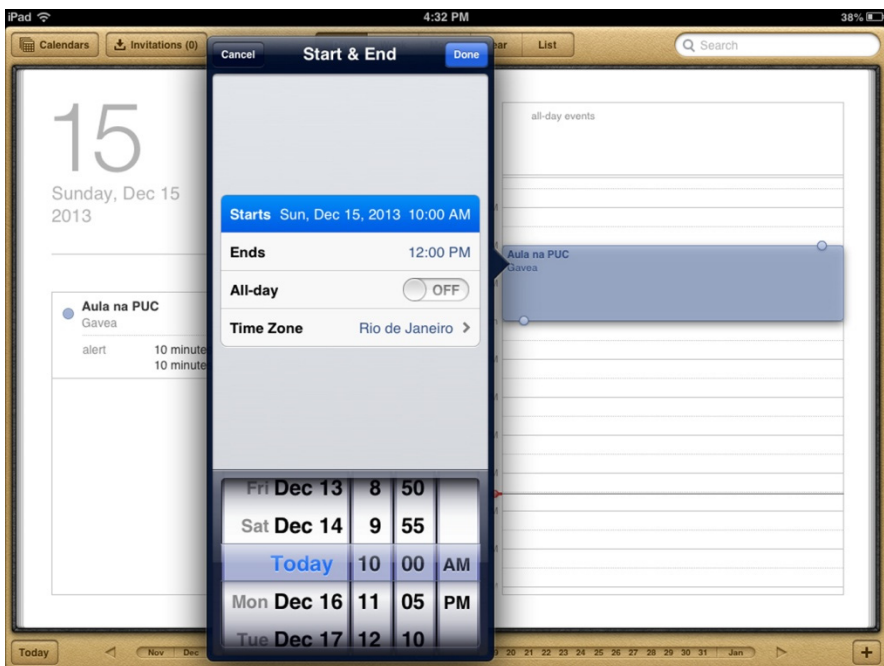 iPad 4:32 PM 38%
Calendars Invitations (0) ar List Search
Cancel Start & End Done
15
Sunday, Dec 15
2013
all-day events
Starts Sun, Dec 15, 2013 10:00 AM
Ends 12:00 PM
All-day OFF
Time Zone Rio de Janeiro
Aula na PUC
Gavea
Aula na PUC
Gavea
alert 10 minute
10 minute
Fri Dec 13 8 50
Sat Dec 14 9 55
Today 10 00 AM
Mon Dec 16 11 05 PM
Tue Dec 17 12 10
Today Nov Dec 20 21 22 23 24 25 26 27 28 29 30 31 Jan +